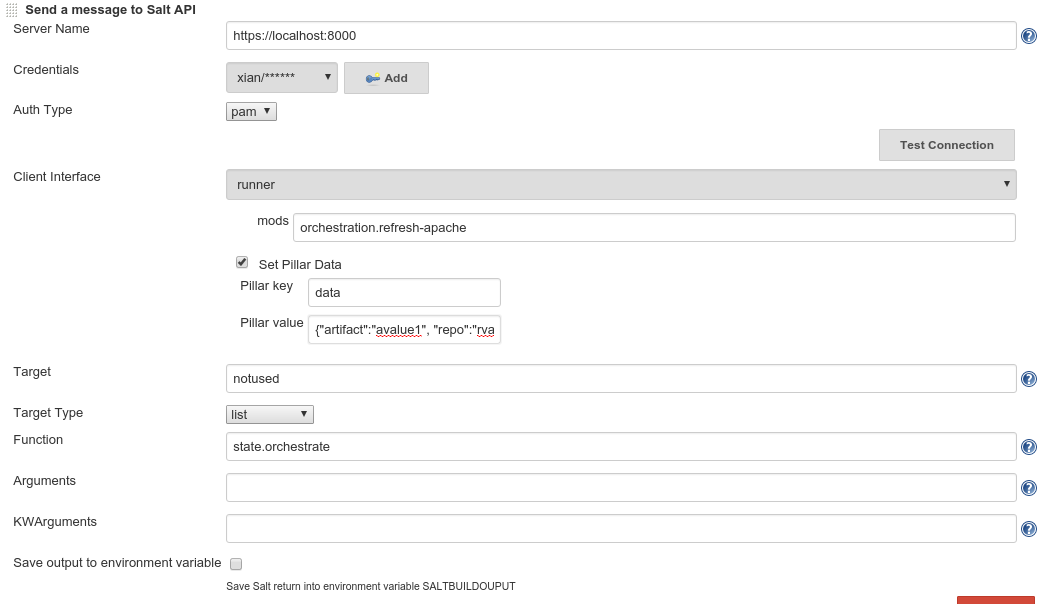 Send a message to Salt API
Server Name
https://localhost:8000
Credentials
xian/******
Add
Auth Type
pam
Test Connection
Client Interface
runner
mods
orchestration.refresh-apache
Set Pillar Data
Pillar key
data
Pillar value
{"artifact":"avalue1", "repo":"rva
Target
notused
Target Type
list
Function
state.orchestrate
Arguments
KWArguments
Save output to environment variable
Save Salt return into environment variable SALTBUILDOUPUT